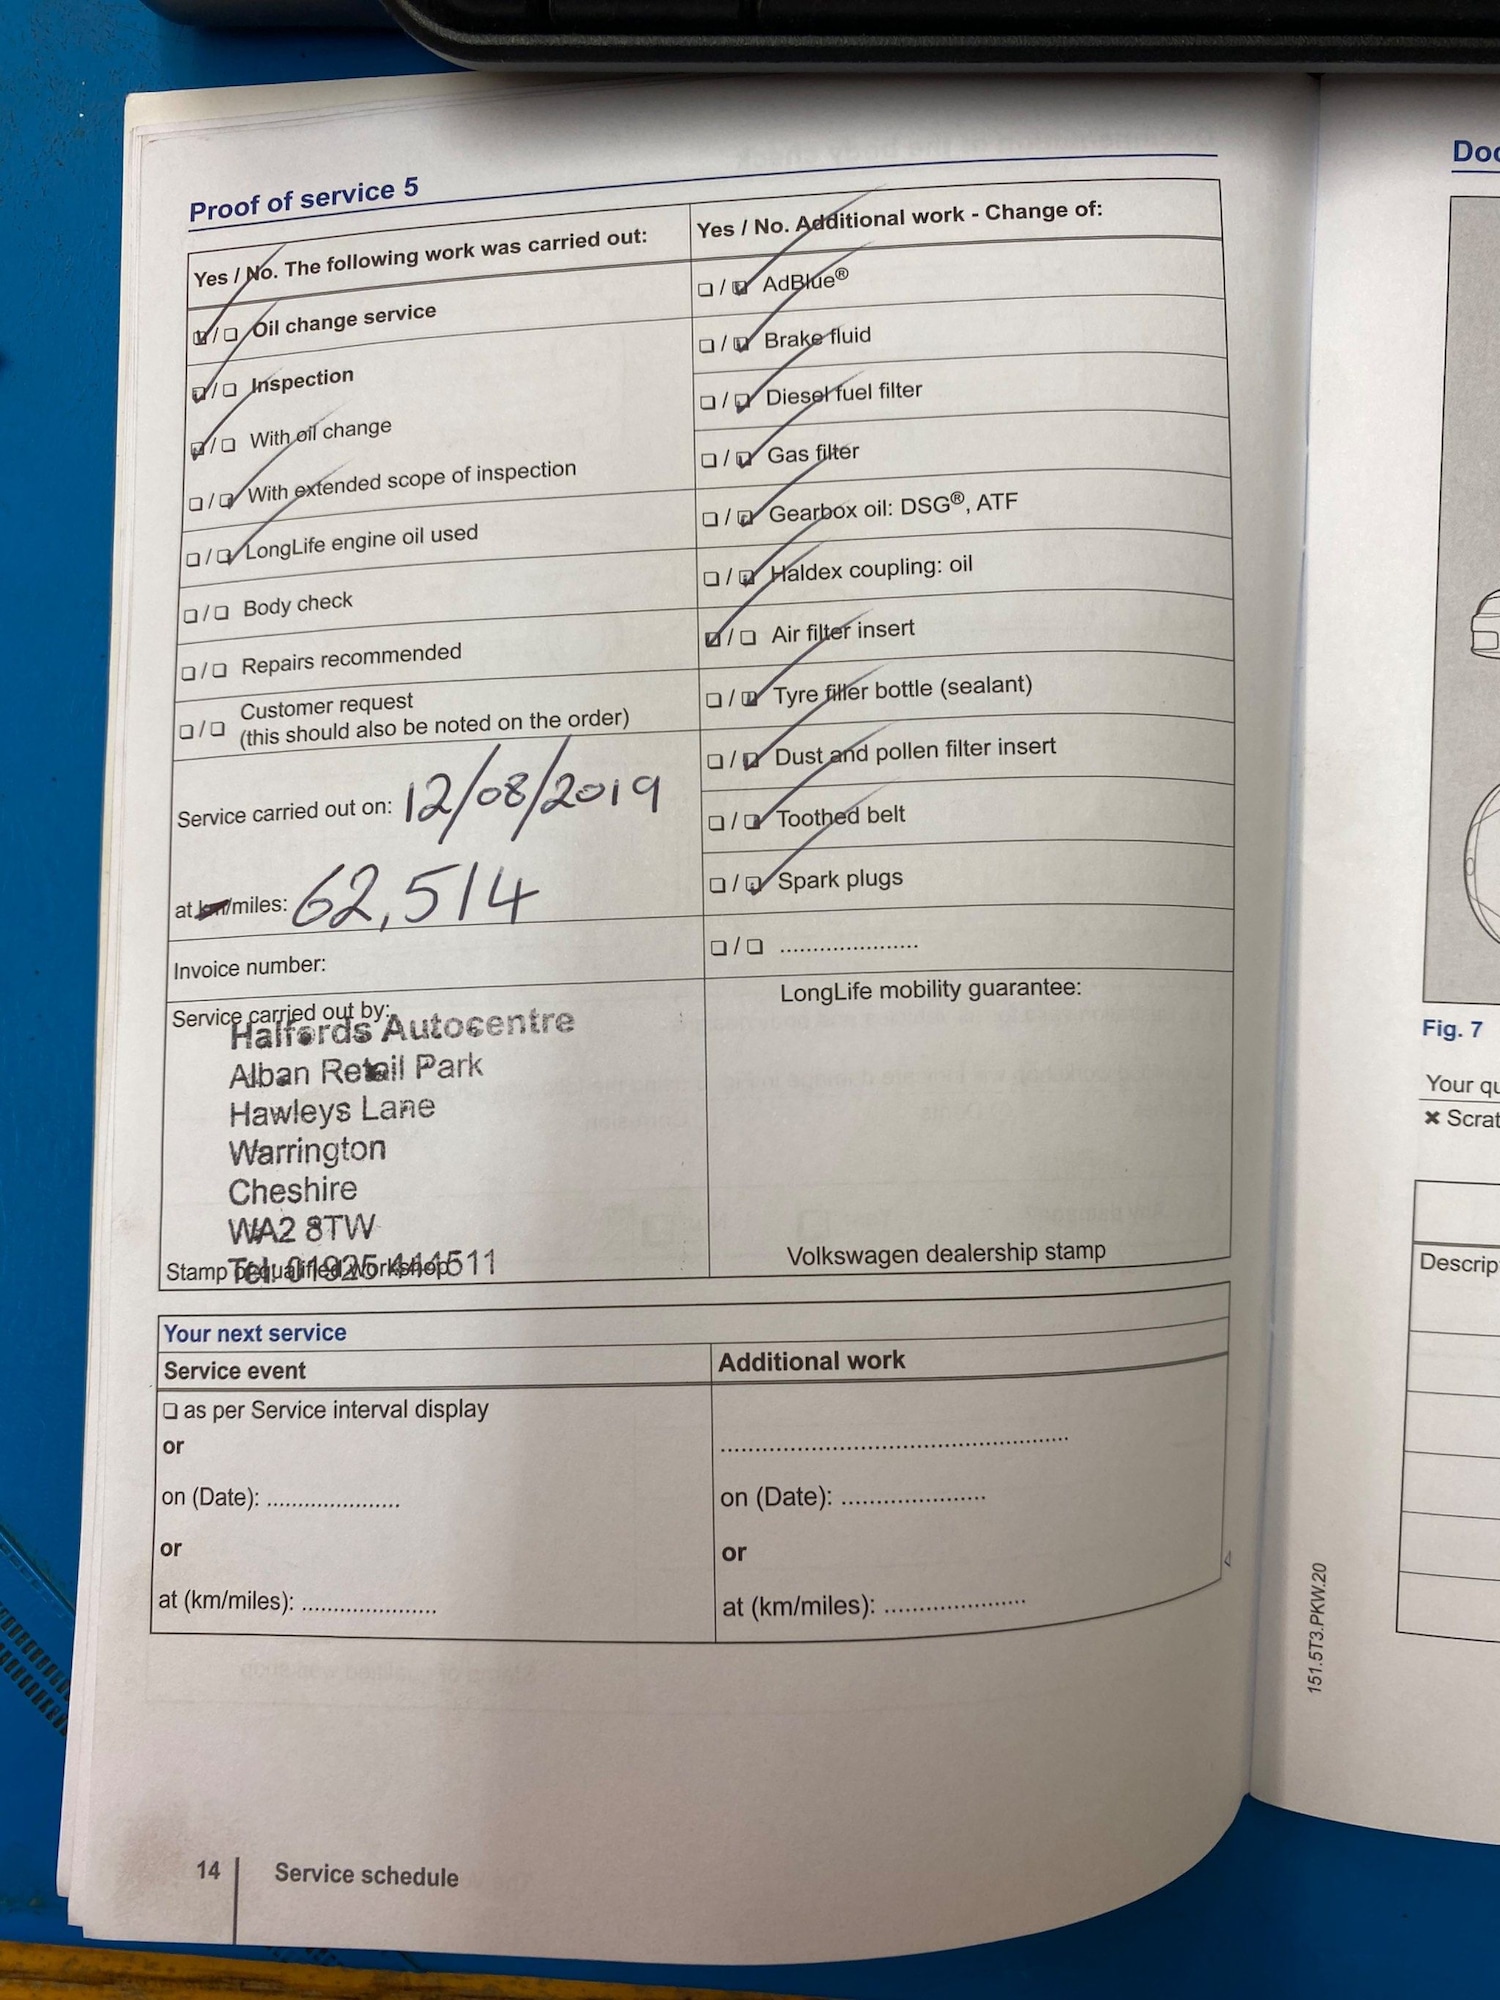 Proof of service 5
Yes / No. The following work was carried out:
❏ / ❏ Oil change service
❏ / ❏ Inspection
❏ / ❏ With oil change
❏ / ❏ With extended scope of inspection
❏ / ❏ LongLife engine oil used
❏ / ❏ Body check
❏ / ❏ Repairs recommended
❏ / ❏ Customer request
(this should also be noted on the order)
Service carried out on: 12/08/2019
at km/miles: 62,514
Invoice number:
Service carried out by:
Halfords Autocentre
Alban Retail Park
Hawleys Lane
Warrington
Cheshire
WA2 8TW
Tel: 01925 444511
Stamp of qualified workshop
Yes / No. Additional work - Change of:
❏ / ❏ AdBlue®
❏ / ❏ Brake fluid
❏ / ❏ Diesel fuel filter
❏ / ❏ Gas filter
❏ / ❏ Gearbox oil: DSG®, ATF
❏ / ❏ Haldex coupling: oil
❏ / ❏ Air filter insert
❏ / ❏ Tyre filler bottle (sealant)
❏ / ❏ Dust and pollen filter insert
❏ / ❏ Toothed belt
❏ / ❏ Spark plugs
❏ / ❏ .....................
LongLife mobility guarantee:
Volkswagen dealership stamp
Your next service
Service event
❏ as per Service interval display
or
on (Date): .....................
or
at (km/miles): .....................
Additional work
.....................................................
on (Date): .....................
or
at (km/miles): .....................
14 Service schedule
Fig. 7
✖
Descrip
151.5T3.PKW.20